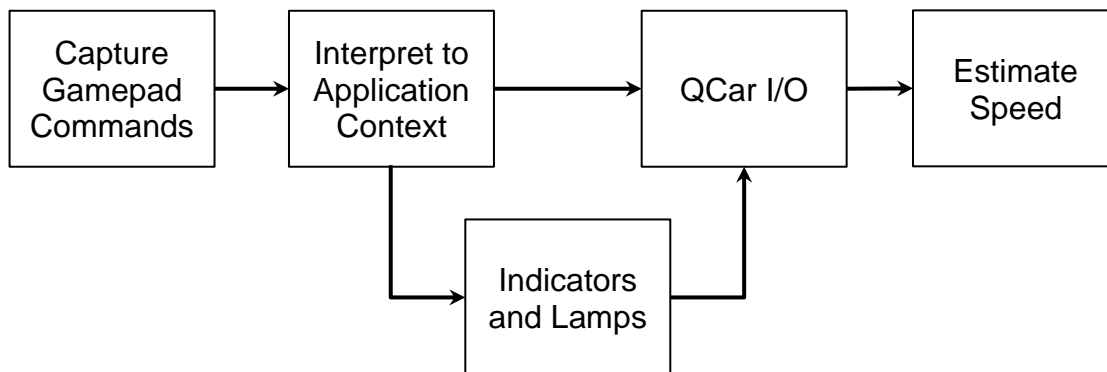 Capture
Gamepad
Commands
Interpret to
Application
Context
QCar I/O
Estimate
Speed
Indicators
and Lamps